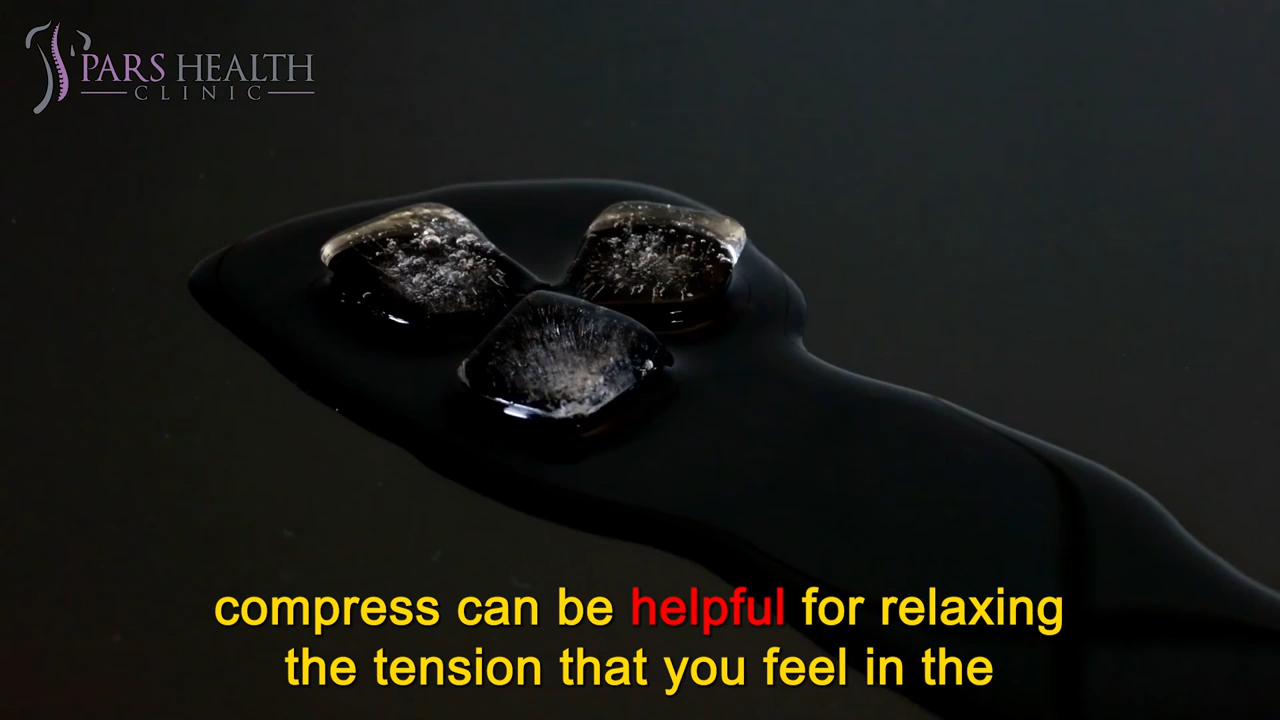 PARS HEALTH
CLINIC
compress can be helpful for relaxing
the tension that you feel in the